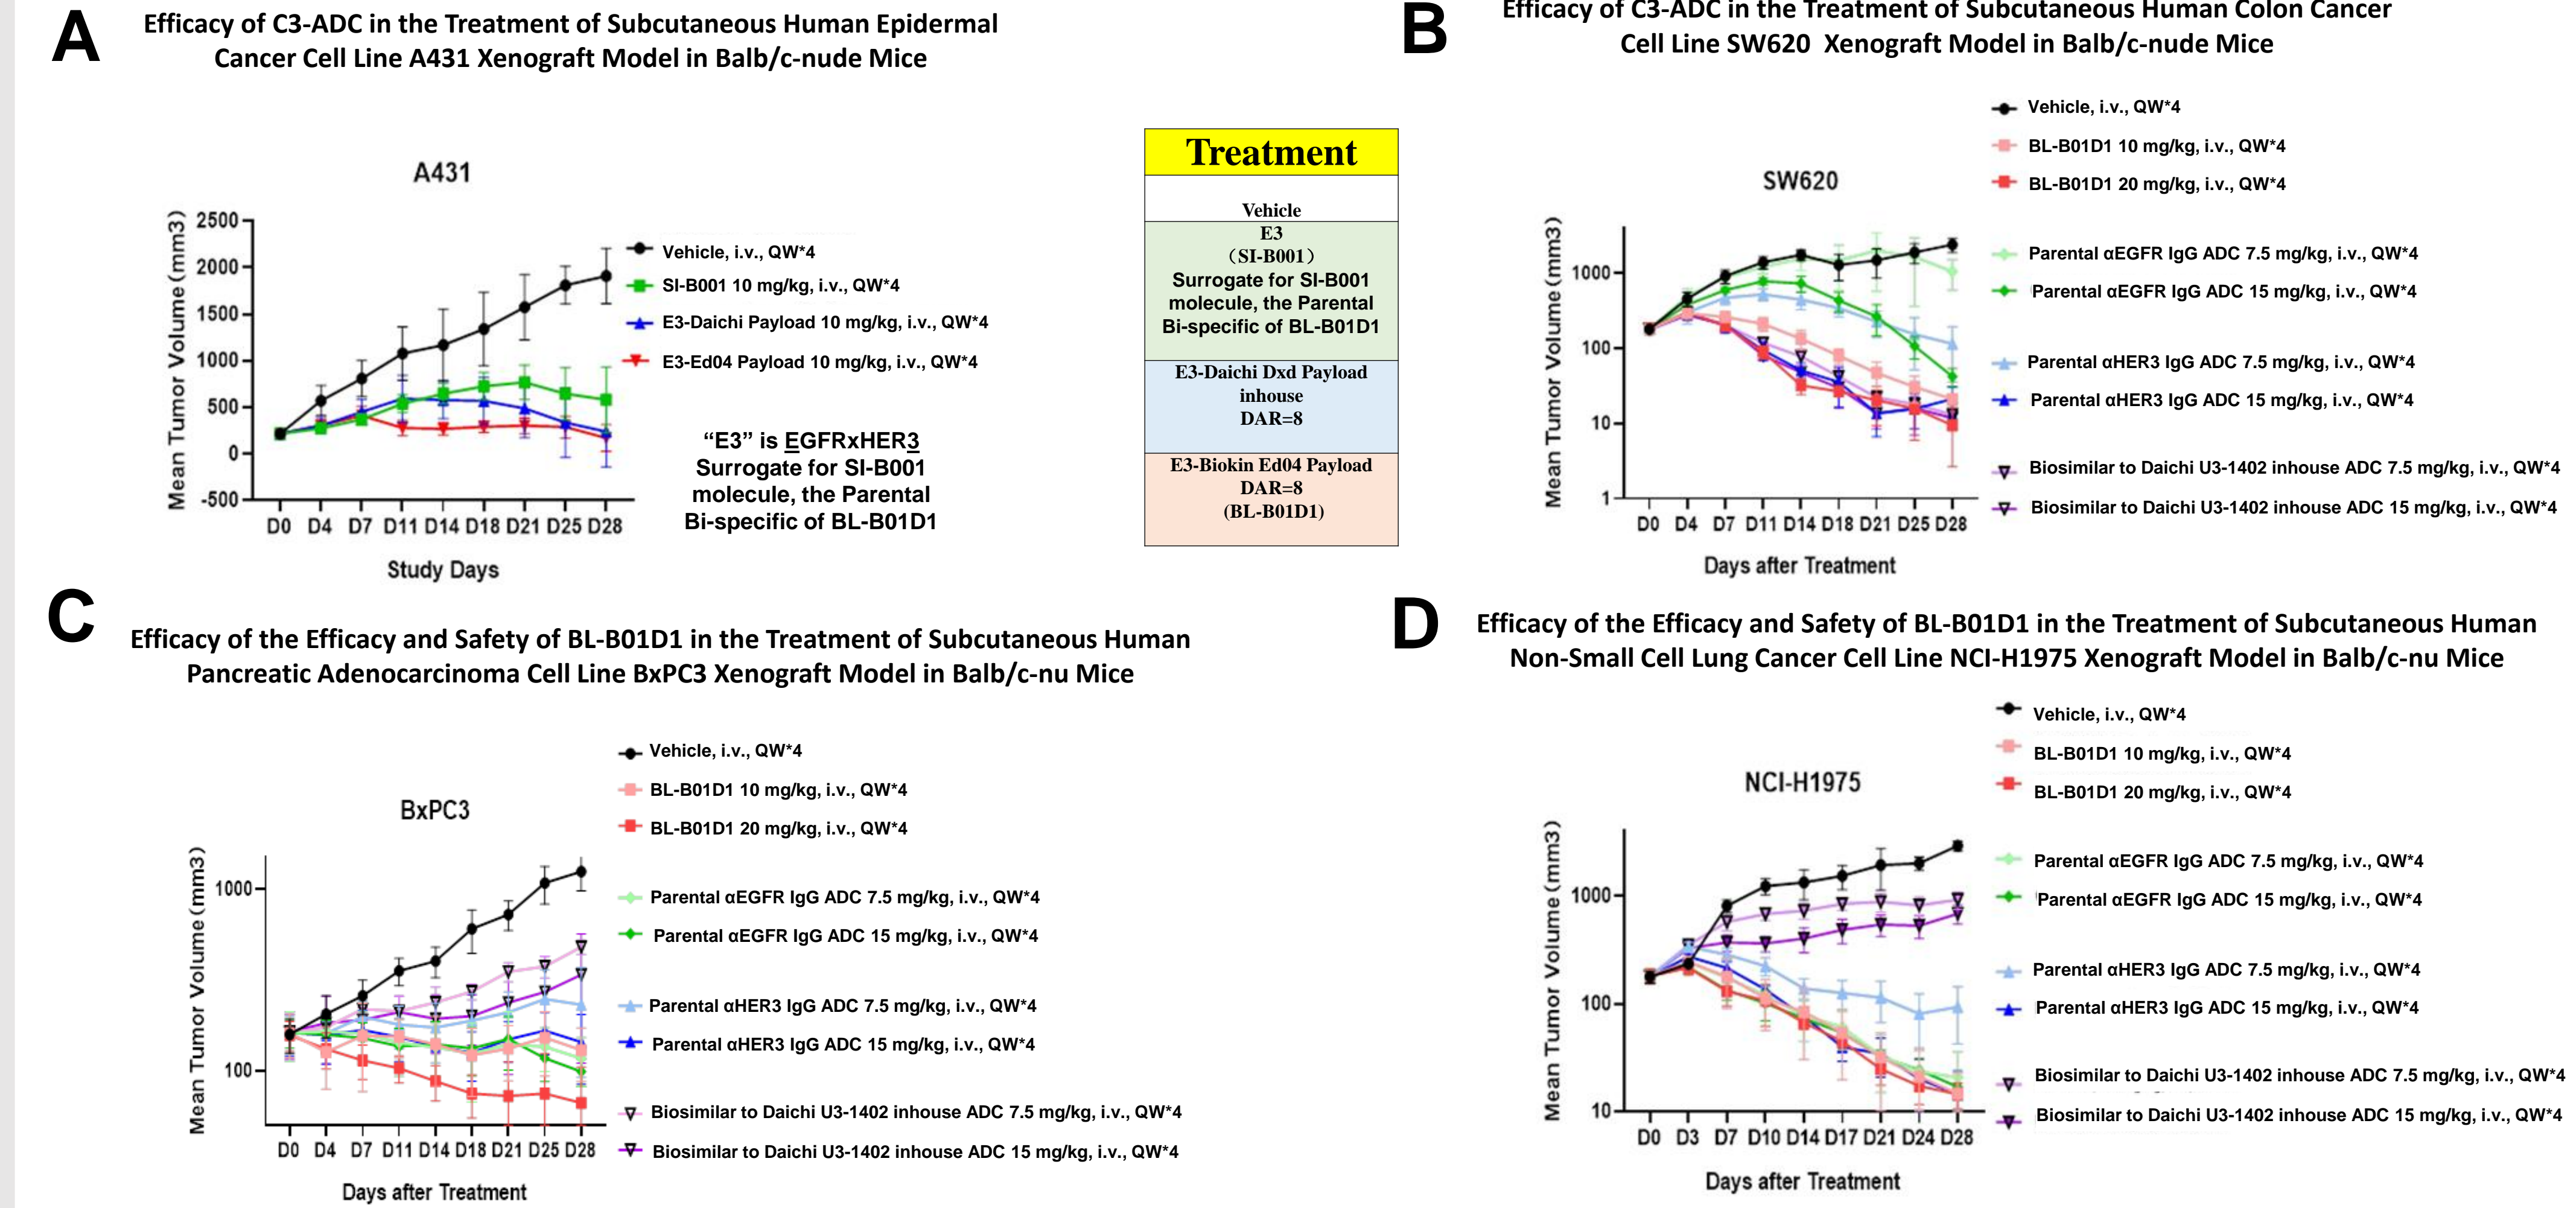 A
Efficacy of C3-ADC in the Treatment of Subcutaneous Human Epidermal
Cancer Cell Line A431 Xenograft Model in Balb/c-nude Mice
A431
Mean Tumor Volume (mm3)
2500
2000
1500
1000
500
0
-500
D0 D4 D7 D11 D14 D18 D21 D25 D28
Study Days
Vehicle, i.v., QW*4
SI-B001 10 mg/kg, i.v., QW*4
E3-Daichi Payload 10 mg/kg, i.v., QW*4
E3-Ed04 Payload 10 mg/kg, i.v., QW*4
“E3” is EGFRxHER3
Surrogate for SI-B001
molecule, the Parental
Bi-specific of BL-B01D1
Treatment
Vehicle
E3
（SI-B001）
Surrogate for SI-B001
molecule, the Parental
Bi-specific of BL-B01D1
E3-Daichi Dxd Payload
inhouse
DAR=8
E3-Biokin Ed04 Payload
DAR=8
(BL-B01D1)
B
Efficacy of C3-ADC in the Treatment of Subcutaneous Human Colon Cancer
Cell Line SW620 Xenograft Model in Balb/c-nude Mice
SW620
Mean Tumor Volume (mm3)
1000
100
10
1
D0 D4 D7 D11 D14 D18 D21 D25 D28
Days after Treatment
Vehicle, i.v., QW*4
BL-B01D1 10 mg/kg, i.v., QW*4
BL-B01D1 20 mg/kg, i.v., QW*4
Parental αEGFR IgG ADC 7.5 mg/kg, i.v., QW*4
Parental αEGFR IgG ADC 15 mg/kg, i.v., QW*4
Parental αHER3 IgG ADC 7.5 mg/kg, i.v., QW*4
Parental αHER3 IgG ADC 15 mg/kg, i.v., QW*4
Biosimilar to Daichi U3-1402 inhouse ADC 7.5 mg/kg, i.v., QW*4
Biosimilar to Daichi U3-1402 inhouse ADC 15 mg/kg, i.v., QW*4
C
Efficacy of the Efficacy and Safety of BL-B01D1 in the Treatment of Subcutaneous Human
Pancreatic Adenocarcinoma Cell Line BxPC3 Xenograft Model in Balb/c-nu Mice
BxPC3
Mean Tumor Volume (mm3)
1000
100
D0 D4 D7 D11 D14 D18 D21 D25 D28
Days after Treatment
Vehicle, i.v., QW*4
BL-B01D1 10 mg/kg, i.v., QW*4
BL-B01D1 20 mg/kg, i.v., QW*4
Parental αEGFR IgG ADC 7.5 mg/kg, i.v., QW*4
Parental αEGFR IgG ADC 15 mg/kg, i.v., QW*4
Parental αHER3 IgG ADC 7.5 mg/kg, i.v., QW*4
Parental αHER3 IgG ADC 15 mg/kg, i.v., QW*4
Biosimilar to Daichi U3-1402 inhouse ADC 7.5 mg/kg, i.v., QW*4
Biosimilar to Daichi U3-1402 inhouse ADC 15 mg/kg, i.v., QW*4
D
Efficacy of the Efficacy and Safety of BL-B01D1 in the Treatment of Subcutaneous Human
Non-Small Cell Lung Cancer Cell Line NCI-H1975 Xenograft Model in Balb/c-nu Mice
NCI-H1975
Mean Tumor Volume (mm3)
1000
100
10
D0 D3 D7 D10 D14 D17 D21 D24 D28
Days after Treatment
Vehicle, i.v., QW*4
BL-B01D1 10 mg/kg, i.v., QW*4
BL-B01D1 20 mg/kg, i.v., QW*4
Parental αEGFR IgG ADC 7.5 mg/kg, i.v., QW*4
Parental αEGFR IgG ADC 15 mg/kg, i.v., QW*4
Parental αHER3 IgG ADC 7.5 mg/kg, i.v., QW*4
Parental αHER3 IgG ADC 15 mg/kg, i.v., QW*4
Biosimilar to Daichi U3-1402 inhouse ADC 7.5 mg/kg, i.v., QW*4
Biosimilar to Daichi U3-1402 inhouse ADC 15 mg/kg, i.v., QW*4